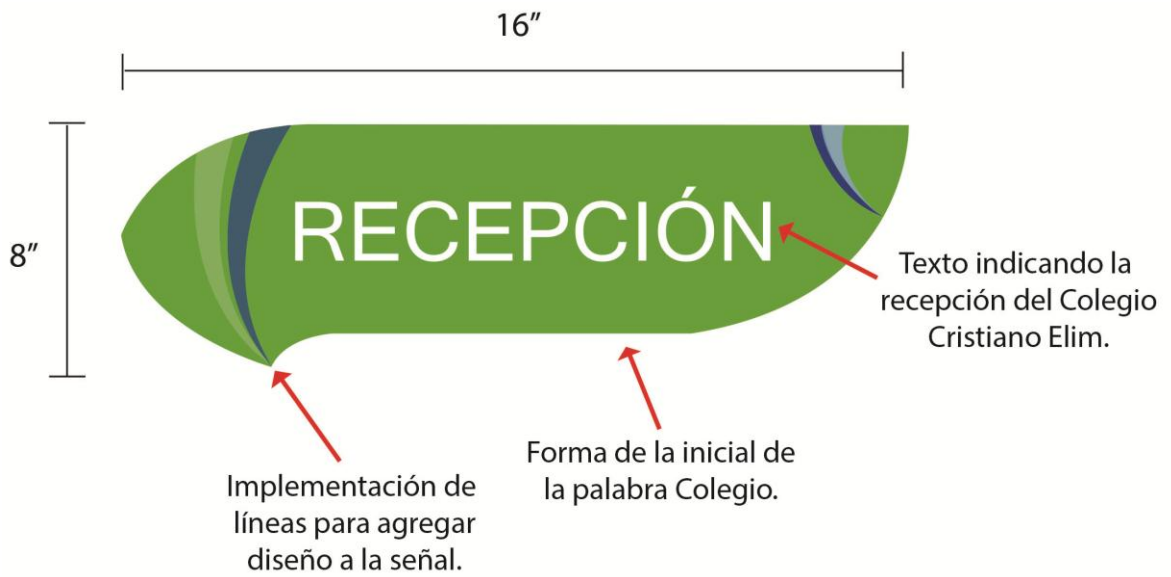 16”
8”
RECEPCIÓN
Texto indicando la
recepción del Colegio
Cristiano Elim.
Forma de la inicial de
la palabra Colegio.
Implementación de
líneas para agregar
diseño a la señal.